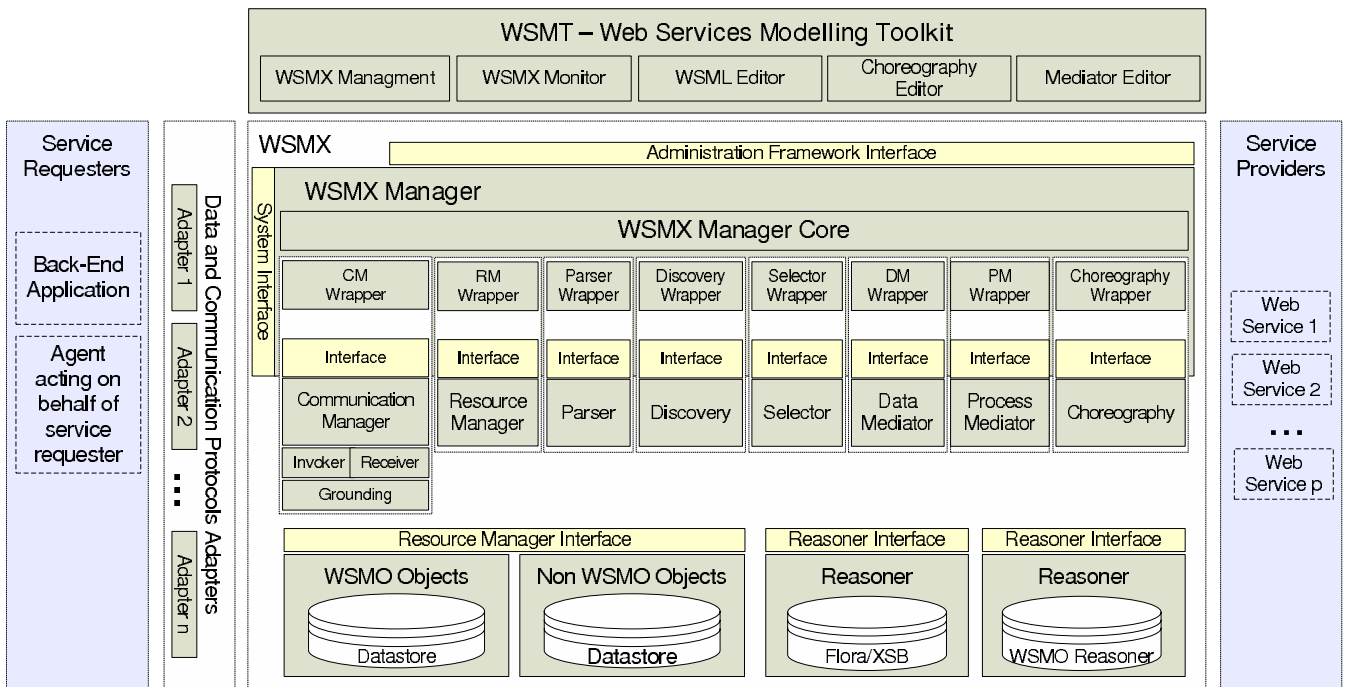 WSMT – Web Services Modelling Toolkit
WSMX Managment
WSMX Monitor
WSML Editor
Choreography
Editor
Mediator Editor
Service
Requesters
Back-End
Application
Agent
acting on
behalf of
service
requester
Data and Communication Protocols Adapters
Adapter 1
Adapter 2
...
Adapter n
WSMX
Administration Framework Interface
System Interface
WSMX Manager
WSMX Manager Core
CM
Wrapper
RM
Wrapper
Parser
Wrapper
Discovery
Wrapper
Selector
Wrapper
DM
Wrapper
PM
Wrapper
Choreography
Wrapper
Interface
Interface
Interface
Interface
Interface
Interface
Interface
Interface
Communication
Manager
Resource
Manager
Parser
Discovery
Selector
Data
Mediator
Process
Mediator
Choreography
Invoker
Receiver
Grounding
Resource Manager Interface
Reasoner Interface
Reasoner Interface
WSMO Objects
Datastore
Non WSMO Objects
Datastore
Reasoner
Flora/XSB
Reasoner
WSMO Reasoner
Service
Providers
Web
Service 1
Web
Service 2
...
Web
Service p